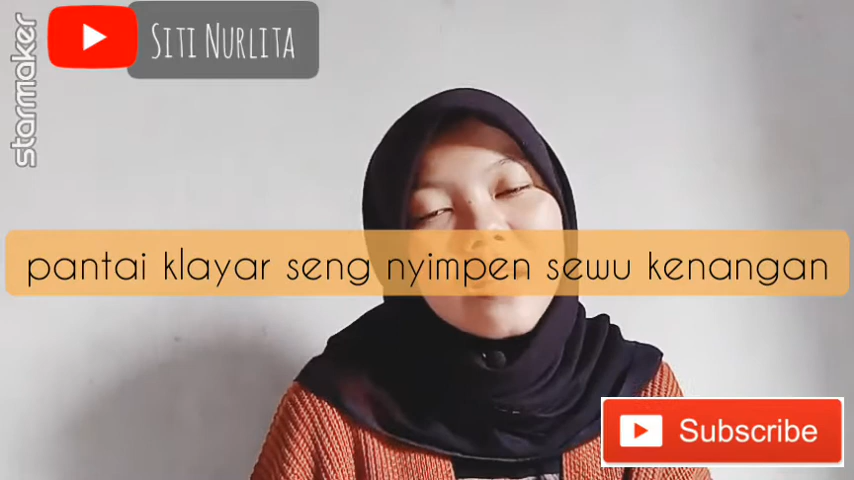 starmaker
Siti Nurlita
pantai klayar seng nyimpen sewu kenangan
Subscribe